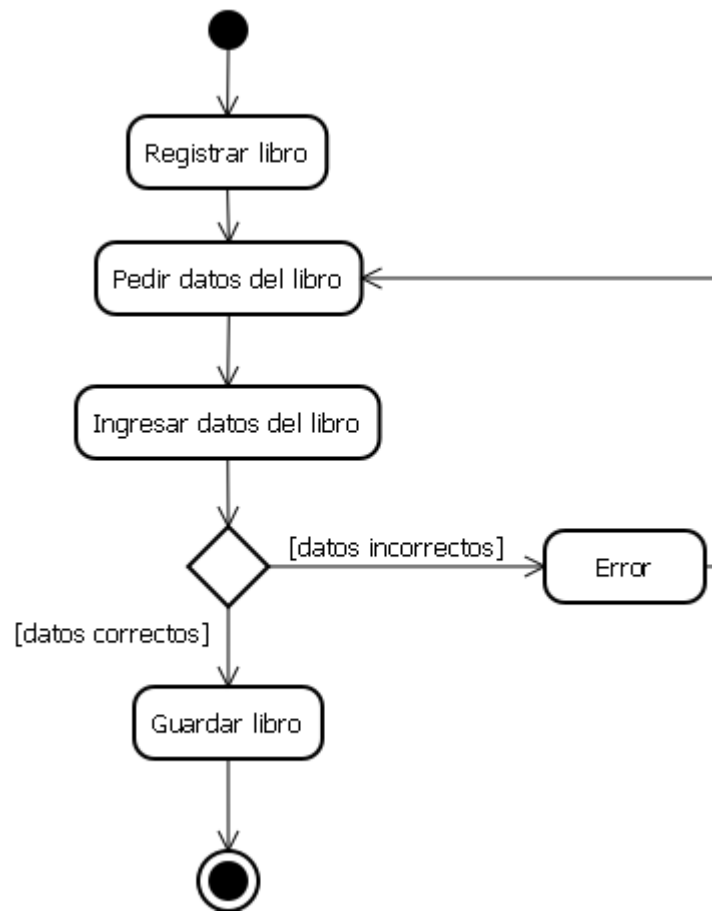 Registrar libro
Pedir datos del libro
Ingresar datos del libro
[datos incorrectos]
Error
[datos correctos]
Guardar libro